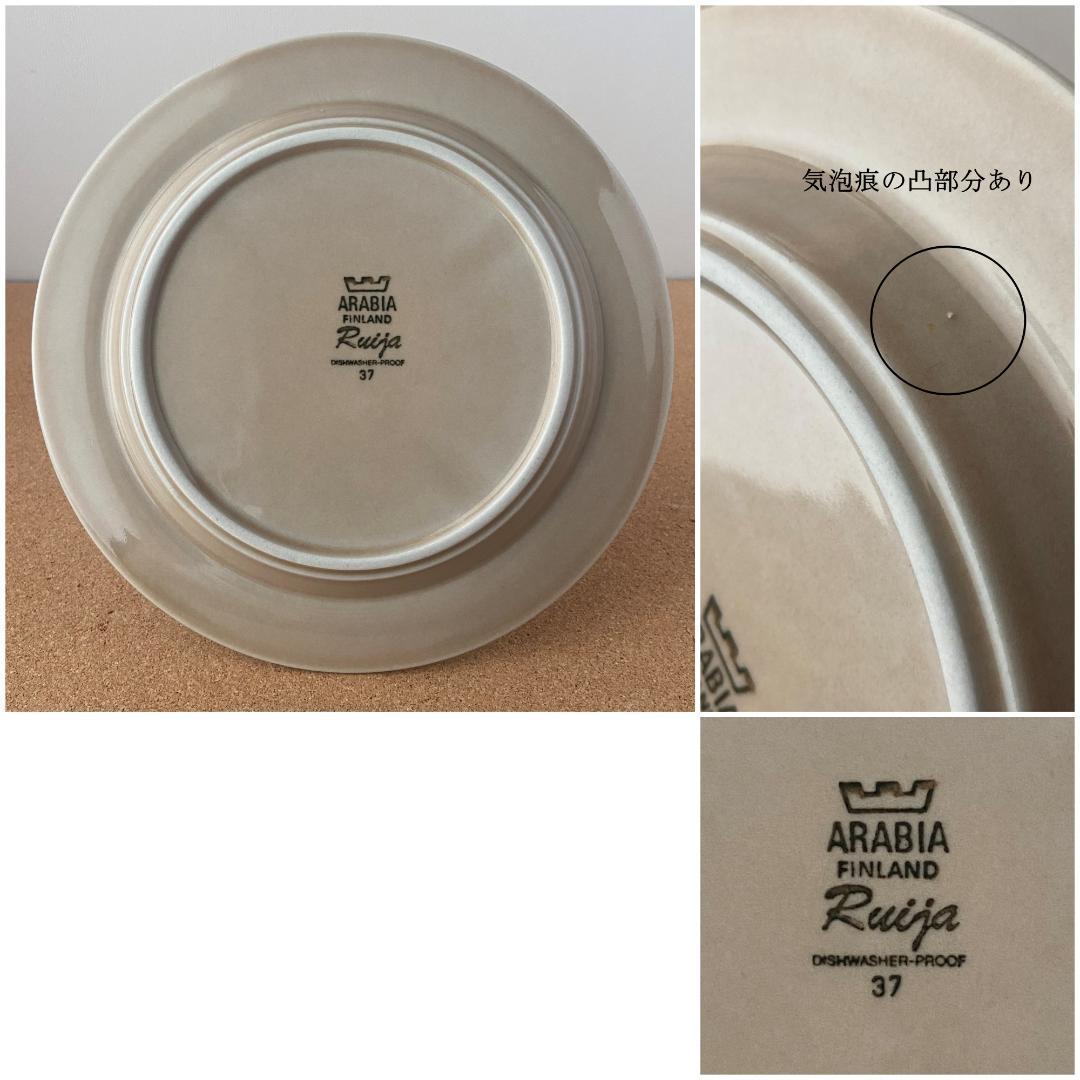 ARABIA
FINLAND
Ruija
DISHWASHER-PROOF
37
気泡痕の凸部分あり
ARABI
ARABIA
FINLAND
Ruija
DISHWASHER-PROOF
37